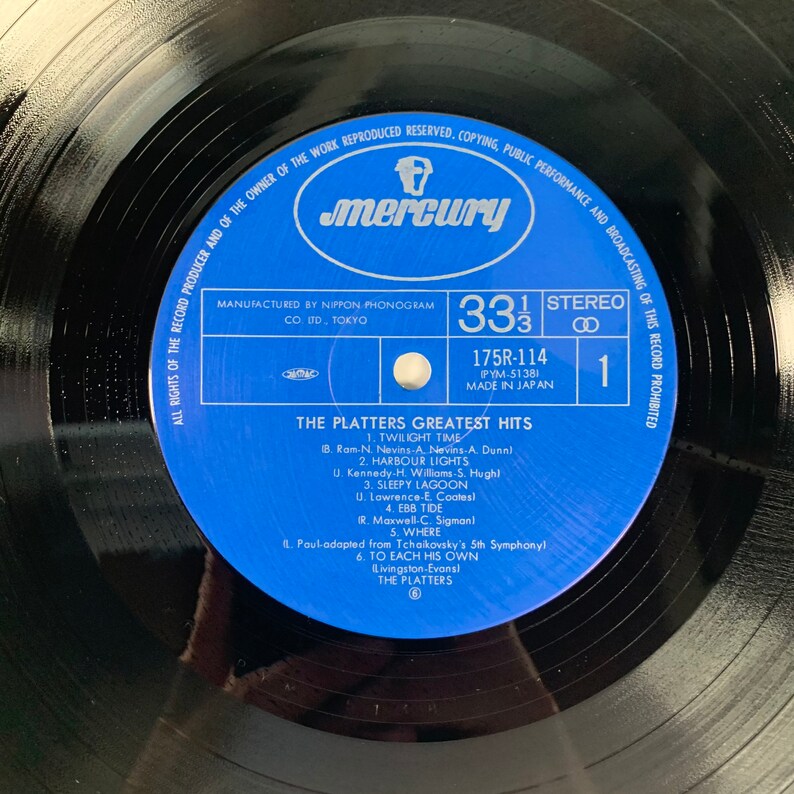 ALL RIGHTS OF THE RECORD PRODUCER AND OF THE OWNER OF THE WORK REPRODUCED RESERVED. COPYING, PUBLIC PERFORMANCE AND BROADCASTING OF THIS RECORD PROHIBITED
mercury
MANUFACTURED BY NIPPON PHONOGRAM
CO. LTD., TOKYO
33 1/3
STEREO
JASRAC
175R-114
(PYM-5138)
MADE IN JAPAN
1
THE PLATTERS GREATEST HITS
1. TWILIGHT TIME
(B. Ram-N. Nevins-A. Nevins-A. Dunn)
2. HARBOUR LIGHTS
(J. Kennedy-H. Williams-S. Hugh)
3. SLEEPY LAGOON
(J. Lawrence-E. Coates)
4. EBB TIDE
(R. Maxwell-C. Sigman)
5. WHERE
(L. Paul-adapted from Tchaikovsky's 5th Symphony)
6. TO EACH HIS OWN
(Livingston-Evans)
THE PLATTERS
⑥